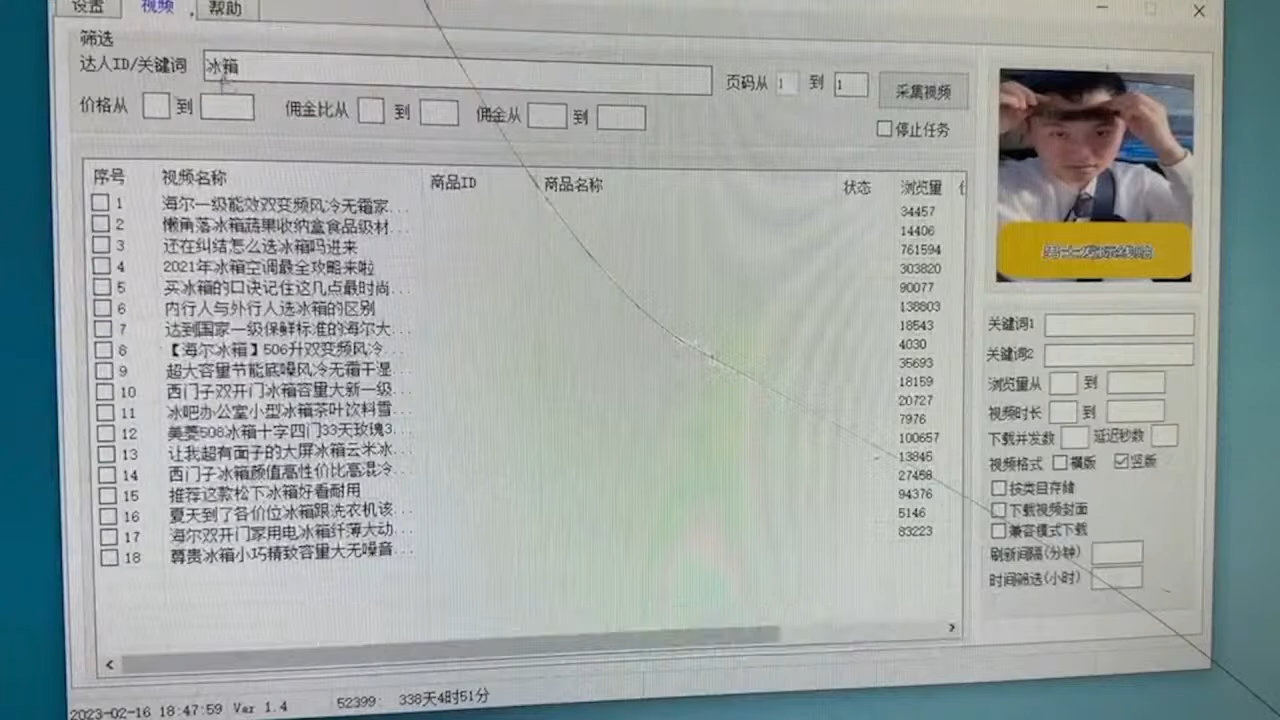 设置 视频 帮助
筛选
达人ID/关键词 冰箱 页码从 1 到 1 采集视频
价格从 到 佣金比从 到 佣金从 到 停止任务
序号 视频名称 商品ID 商品名称 状态 浏览量
1 海尔一级能效双变频风冷无霜家... 34457
2 懒角落冰箱蔬果收纳盒食品级材... 14406
3 还在纠结怎么选冰箱吗进来 761594
4 2021年冰箱空调最全攻略来啦 303820
5 买冰箱的口诀记住这几点最时尚... 90077
6 内行人与外行人选冰箱的区别 138803
7 达到国家一级保鲜标准的海尔大... 18543
8 【海尔冰箱】506升双变频风冷... 4030
9 超大容量节能底噪风冷无霜干湿... 35693
10 西门子双开门冰箱容量大新一级... 18159
11 冰吧办公室小型冰箱茶叶饮料雪... 20727
12 美菱508冰箱十字四门33天玫瑰3... 7976
13 让我超有面子的大屏冰箱云米冰... 100657
14 西门子冰箱颜值高性价比高混冷... 13845
15 推荐这款松下冰箱好看耐用 27458
16 夏天到了各价位冰箱跟洗衣机该... 94376
17 海尔双开门家用电冰箱纤薄大动... 5146
18 尊贵冰箱小巧精致容量大无噪音... 83223
关键词1
关键词2
浏览量从 到
视频时长 到
下载并发数 延迟秒数
视频格式 横版 竖版
按类目存储
下载视频封面
兼容模式下载
刷新间隔(分钟)
时间筛选(小时)
2023-02-16 18:47:59 Ver 1.4 52399: 338天4时51分